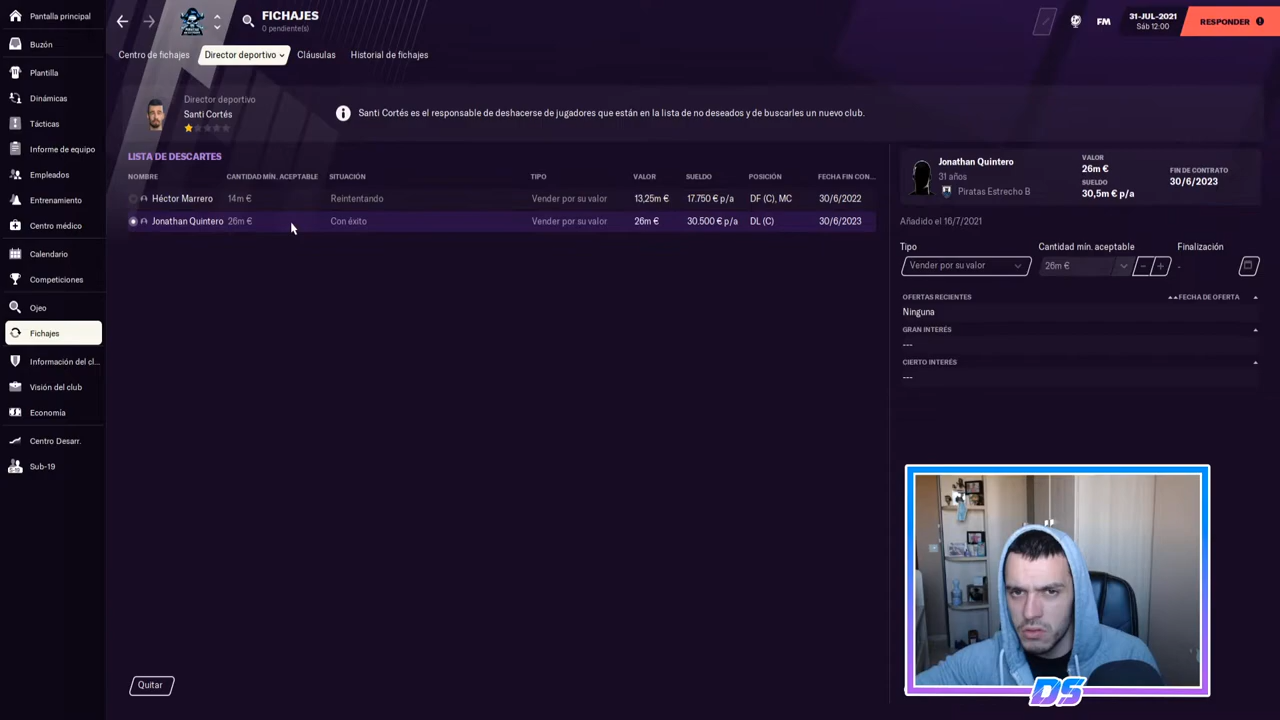 Pantalla principal
FICHAJES
0 pendiente(s)
FM
31-JUL-2021
Sáb 12:00
RESPONDER
Buzón
Centro de fichajes
Director deportivo
Cláusulas
Historial de fichajes
Plantilla
Dinámicas
Tácticas
Informe de equipo
Empleados
Entrenamiento
Centro médico
Calendario
Competiciones
Ojeo
Fichajes
Información del cl...
Visión del club
Economía
Centro Desarr.
Sub-19
Director deportivo
Santi Cortés
Santi Cortés es el responsable de deshacerse de jugadores que están en la lista de no deseados y de buscarles un nuevo club.
LISTA DE DESCARTES
NOMBRE CANTIDAD MÍN. ACEPTABLE SITUACIÓN TIPO VALOR SUELDO POSICIÓN FECHA FIN CON...
Héctor Marrero 14m € Reintentando Vender por su valor 13,25m € 17.750 € p/a DF (C), MC 30/6/2022
Jonathan Quintero 26m € Con éxito Vender por su valor 26m € 30.500 € p/a DL (C) 30/6/2023
Quitar
Jonathan Quintero
31 años
Piratas Estrecho B
VALOR
26m €
SUELDO
30,5m € p/a
FIN DE CONTRATO
30/6/2023
Añadido el 16/7/2021
Tipo Cantidad mín. aceptable Finalización
Vender por su valor 26m € - + -
OFERTAS RECIENTES FECHA DE OFERTA
Ninguna
GRAN INTERÉS
---
CIERTO INTERÉS
---
DS